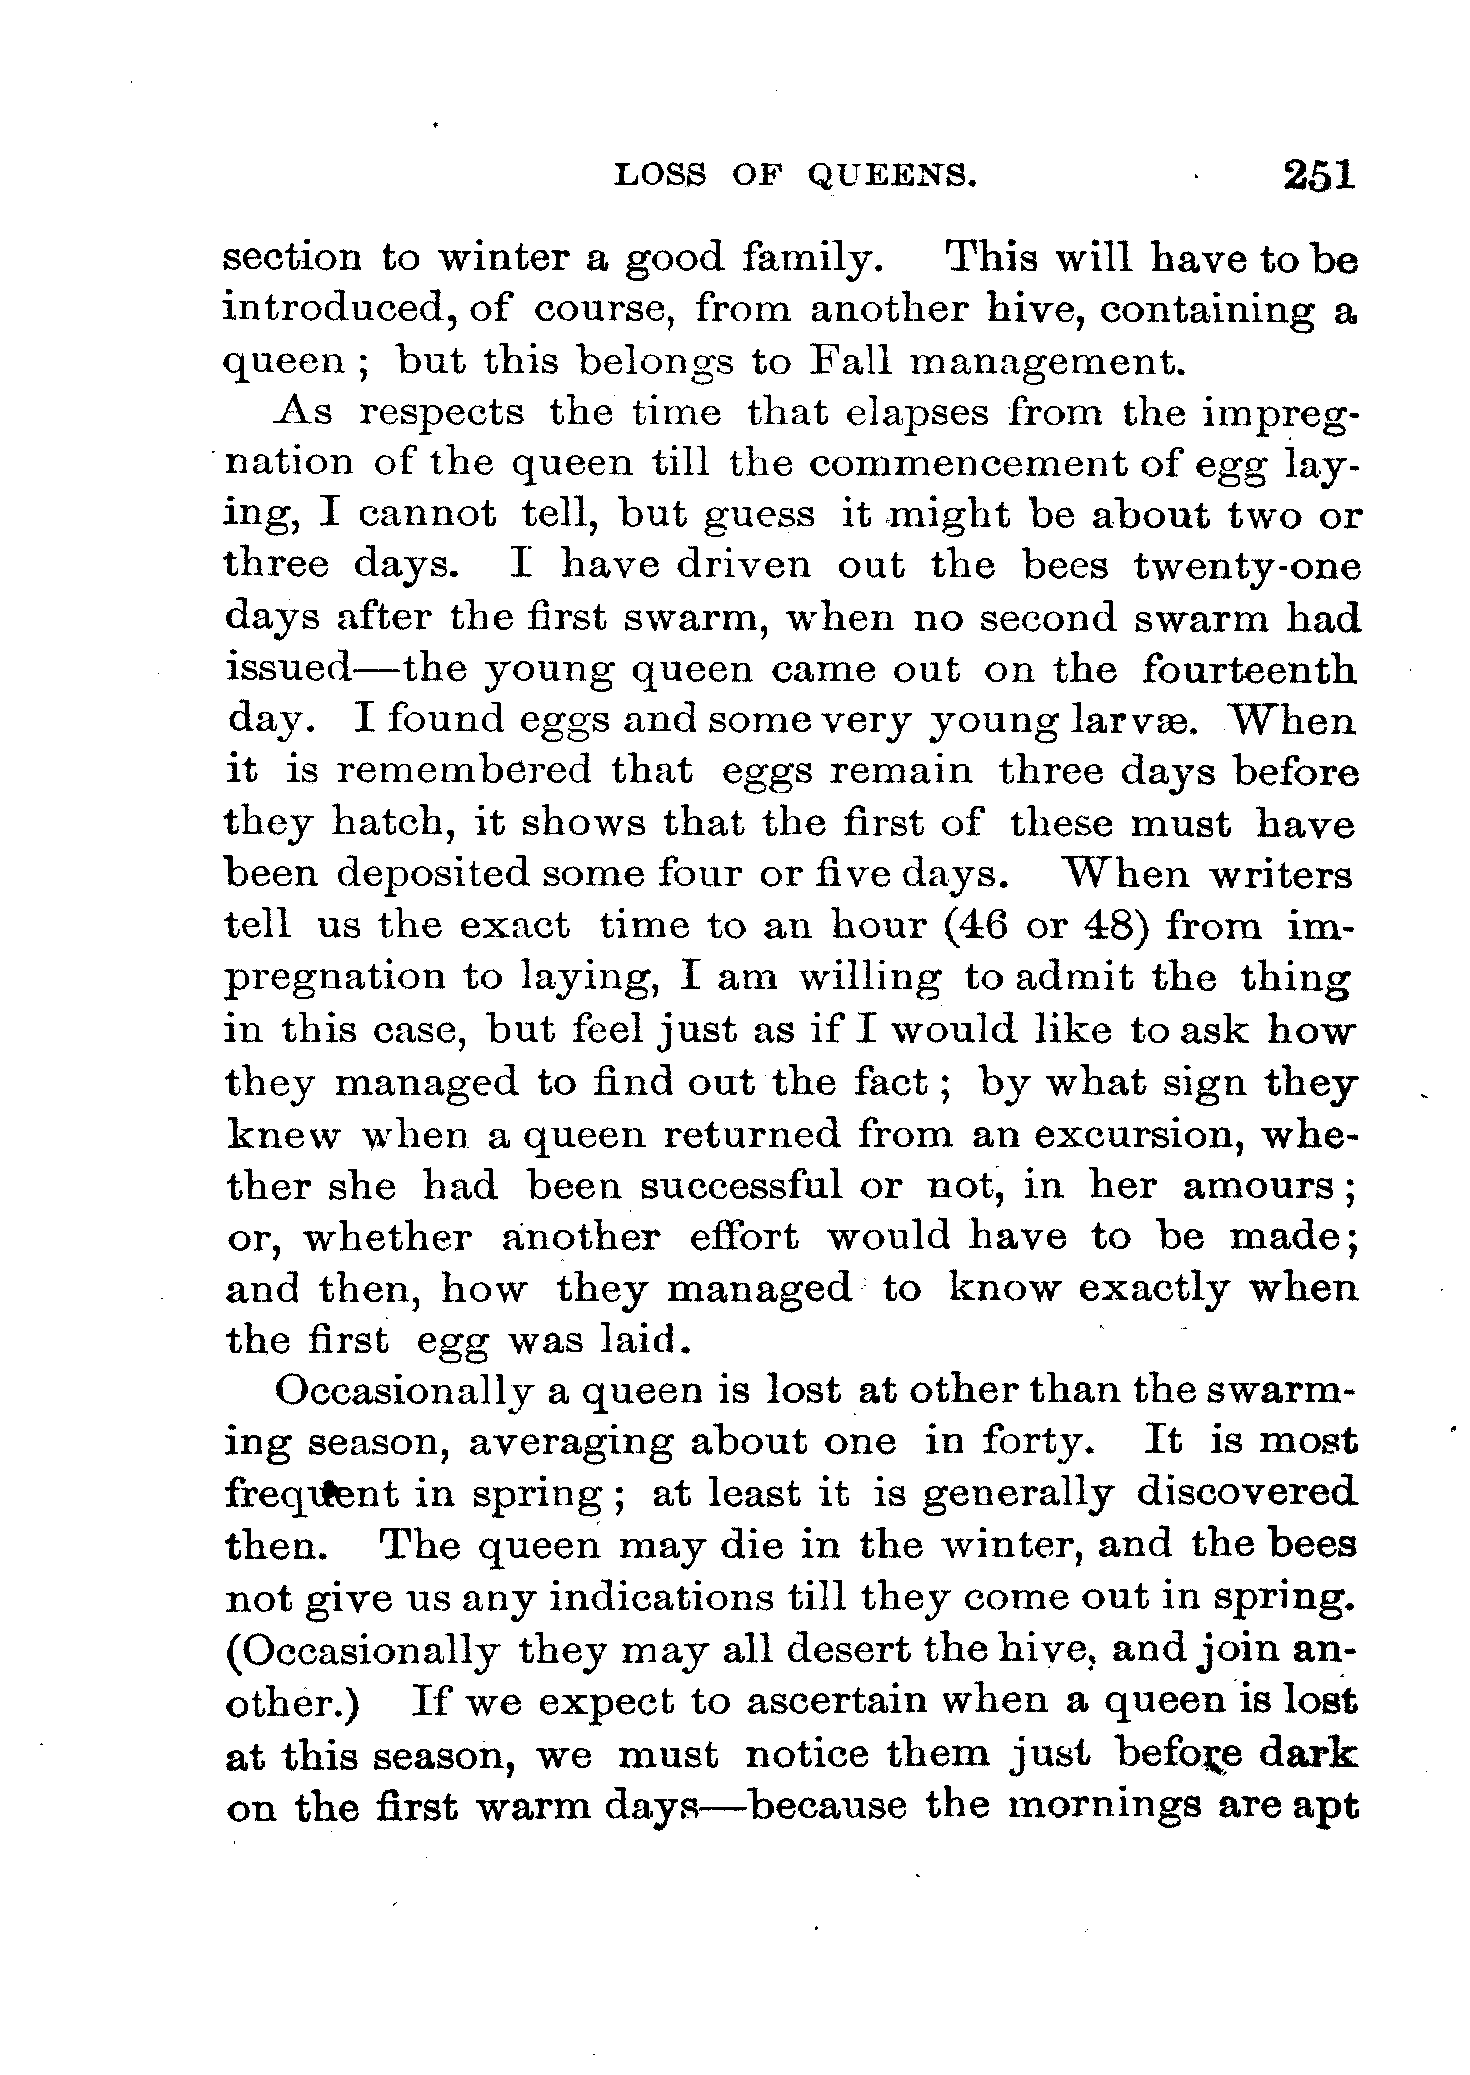 LOSS OF QUEENS. 251
section to winter a good family. This will have to be
introduced, of course, from another hive, containing a
queen ; but this belongs to Fall management.
As respects the time that elapses from the impreg-
nation of the queen till the commencement of egg lay-
ing, I cannot tell, but guess it might be about two or
three days. I have driven out the bees twenty-one
days after the first swarm, when no second swarm had
issued—the young queen came out on the fourteenth
day. I found eggs and some very young larvæ. When
it is remembered that eggs remain three days before
they hatch, it shows that the first of these must have
been deposited some four or five days. When writers
tell us the exact time to an hour (46 or 48) from im-
pregnation to laying, I am willing to admit the thing
in this case, but feel just as if I would like to ask how
they managed to find out the fact ; by what sign they
knew when a queen returned from an excursion, whe-
ther she had been successful or not, in her amours ;
or, whether another effort would have to be made;
and then, how they managed to know exactly when
the first egg was laid.
Occasionally a queen is lost at other than the swarm-
ing season, averaging about one in forty. It is most
frequent in spring ; at least it is generally discovered
then. The queen may die in the winter, and the bees
not give us any indications till they come out in spring.
(Occasionally they may all desert the hive, and join an-
other.) If we expect to ascertain when a queen is lost
at this season, we must notice them just before dark
on the first warm days—because the mornings are apt